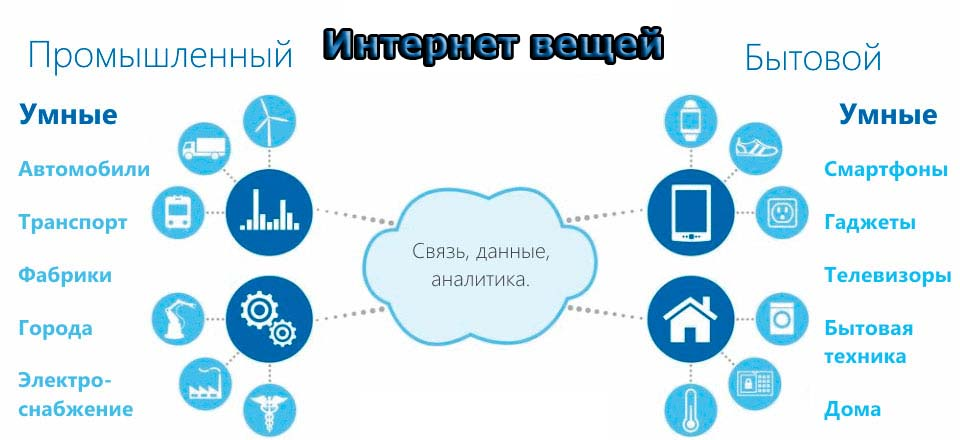 Интернет вещей
Промышленный
Умные
Автомобили
Транспорт
Фабрики
Города
Электро-
снабжение
Связь, данные,
аналитика.
Бытовой
Умные
Смартфоны
Гаджеты
Телевизоры
Бытовая
техника
Дома